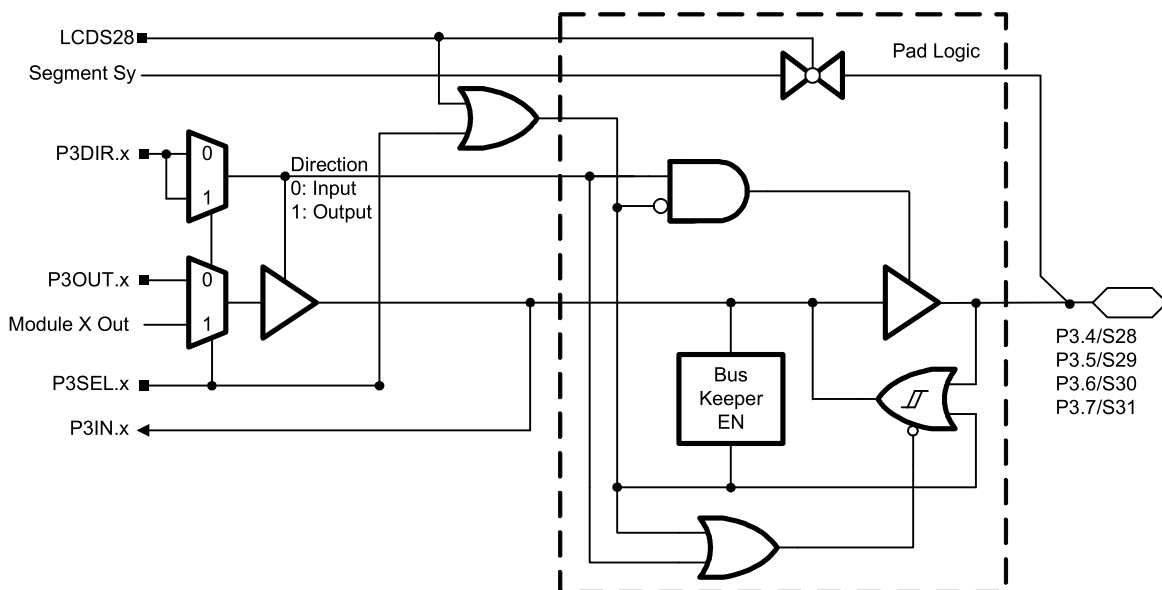 LCDS28
Pad Logic
Segment Sy
P3DIR.x
0
1
Direction
0: Input
1: Output
P3OUT.x
0
Module X Out
1
P3SEL.x
P3IN.x
Bus
Keeper
EN
P3.4/S28
P3.5/S29
P3.6/S30
P3.7/S31